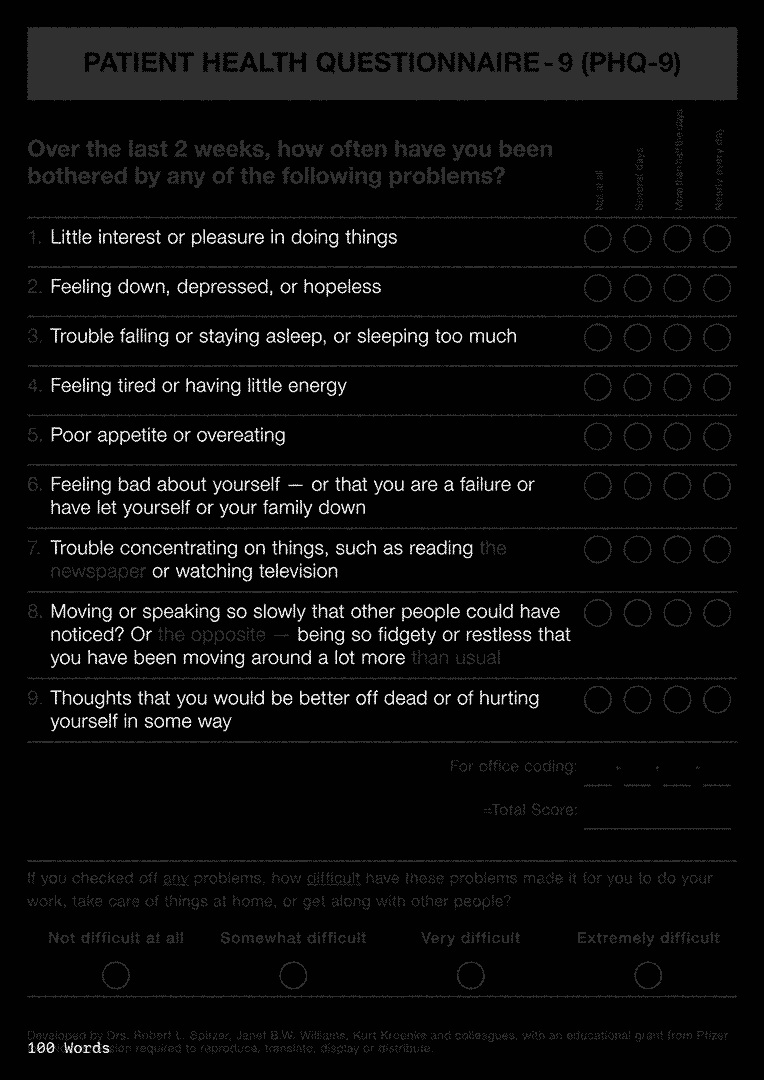 PATIENT HEALTH QUESTIONNAIRE - 9 (PHQ-9)
Over the last 2 weeks, how often have you been
bothered by any of the following problems?
Not at all
Several days
More than half the days
Nearly every day
1. Little interest or pleasure in doing things
2. Feeling down, depressed, or hopeless
3. Trouble falling or staying asleep, or sleeping too much
4. Feeling tired or having little energy
5. Poor appetite or overeating
6. Feeling bad about yourself — or that you are a failure or
have let yourself or your family down
7. Trouble concentrating on things, such as reading the
newspaper or watching television
8. Moving or speaking so slowly that other people could have
noticed? Or the opposite — being so fidgety or restless that
you have been moving around a lot more than usual
9. Thoughts that you would be better off dead or of hurting
yourself in some way
For office coding:
=Total Score:
If you checked off any problems, how difficult have these problems made it for you to do your
work, take care of things at home, or get along with other people?
Not difficult at all
Somewhat difficult
Very difficult
Extremely difficult
Developed by Drs. Robert L. Spitzer, Janet B.W. Williams, Kurt Kroenke and colleagues, with an educational grant from Pfizer
required to reproduce, translate, display or distribute.
100 Words